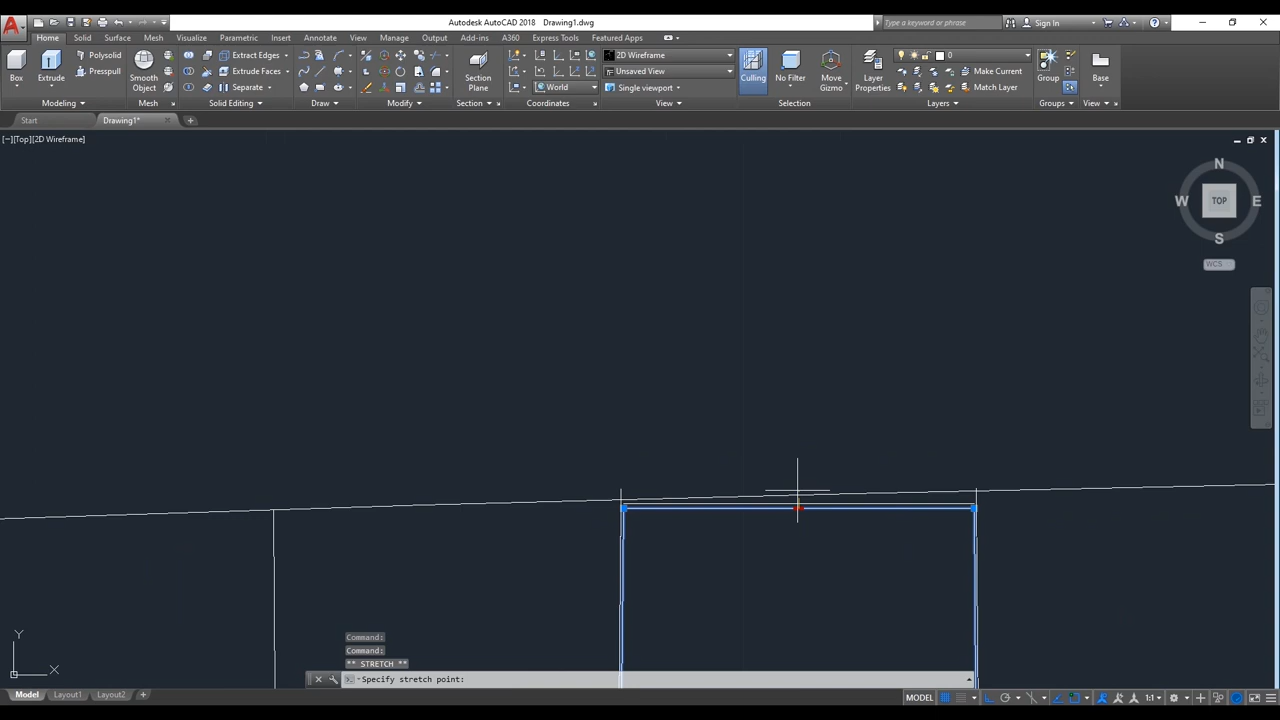 Autodesk AutoCAD 2018 Drawing1.dwg
Type a keyword or phrase
Sign In
Home Solid Surface Mesh Visualize Parametric Insert Annotate View Manage Output Add-ins A360 Express Tools Featured Apps
Box
Extrude
Polysolid
Presspull
Modeling
Smooth
Object
Mesh
Extract Edges
Extrude Faces
Separate
Solid Editing
Draw
Modify
Section
Plane
Section
World
Coordinates
2D Wireframe
Unsaved View
Single viewport
View
Culling
No Filter
Move
Gizmo
Selection
Layer
Properties
0
Make Current
Match Layer
Layers
Group
Groups
Base
View
Start
Drawing1*
[−][Top][2D Wireframe]
N
W
TOP
E
S
WCS
Y
X
Command:
Command:
** STRETCH **
Specify stretch point:
Model Layout1 Layout2
MODEL
1:1